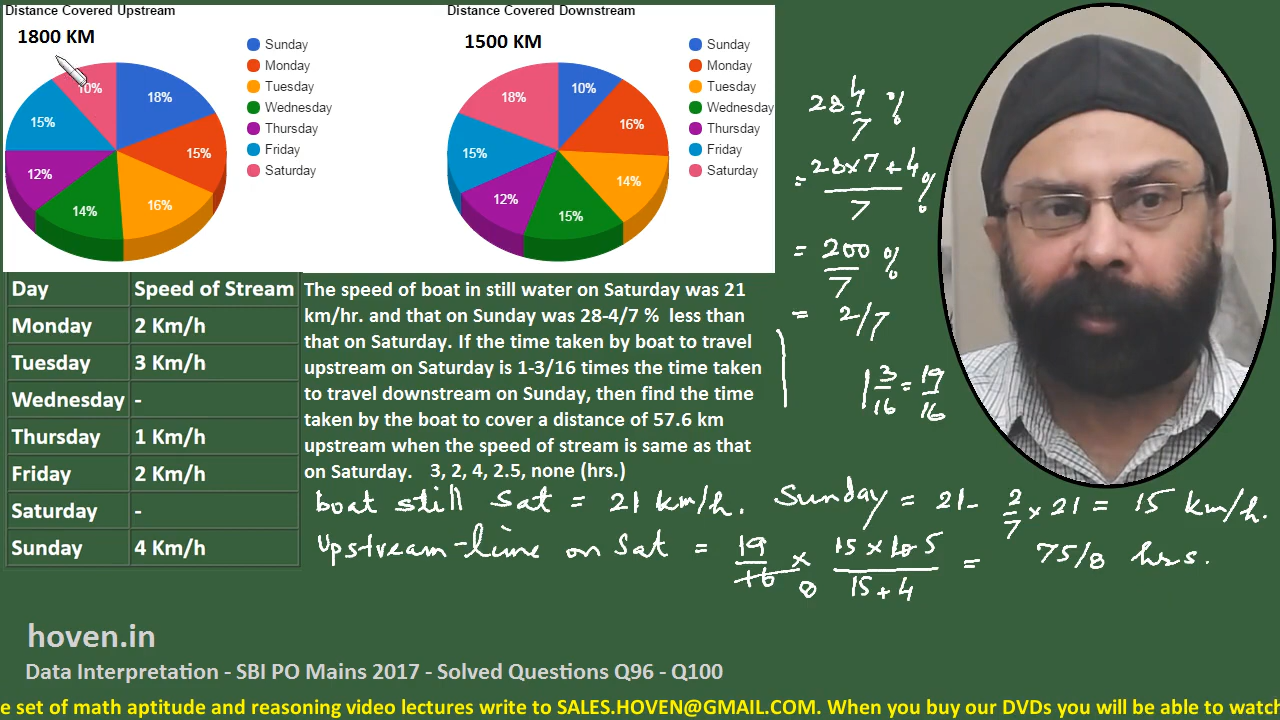 Distance Covered Upstream
1800 KM
Sunday
Monday
Tuesday
Wednesday
Thursday
Friday
Saturday
18%
15%
16%
14%
12%
15%
10%
Distance Covered Downstream
1500 KM
Sunday
Monday
Tuesday
Wednesday
Thursday
Friday
Saturday
10%
16%
14%
15%
12%
15%
18%
28 4/7 %
= 28×7+4/7 %
= 200/7 %
= 2/7
1 3/16 = 19/16
Day Speed of Stream
Monday 2 Km/h
Tuesday 3 Km/h
Wednesday -
Thursday 1 Km/h
Friday 2 Km/h
Saturday -
Sunday 4 Km/h
The speed of boat in still water on Saturday was 21
km/hr. and that on Sunday was 28-4/7 % less than
that on Saturday. If the time taken by boat to travel
upstream on Saturday is 1-3/16 times the time taken
to travel downstream on Sunday, then find the time
taken by the boat to cover a distance of 57.6 km
upstream when the speed of stream is same as that
on Saturday. 3, 2, 4, 2.5, none (hrs.)
boat still Sat = 21 km/h. Sunday = 21 - 2/7 × 21 = 15 km/h.
Upstream-time on Sat = 19/16 8 × 15 × 10 5/15+4 = 75/8 hrs.
hoven.in
Data Interpretation - SBI PO Mains 2017 - Solved Questions Q96 - Q100
e set of math aptitude and reasoning video lectures write to SALES.HOVEN@GMAIL.COM. When you buy our DVDs you will be able to watch